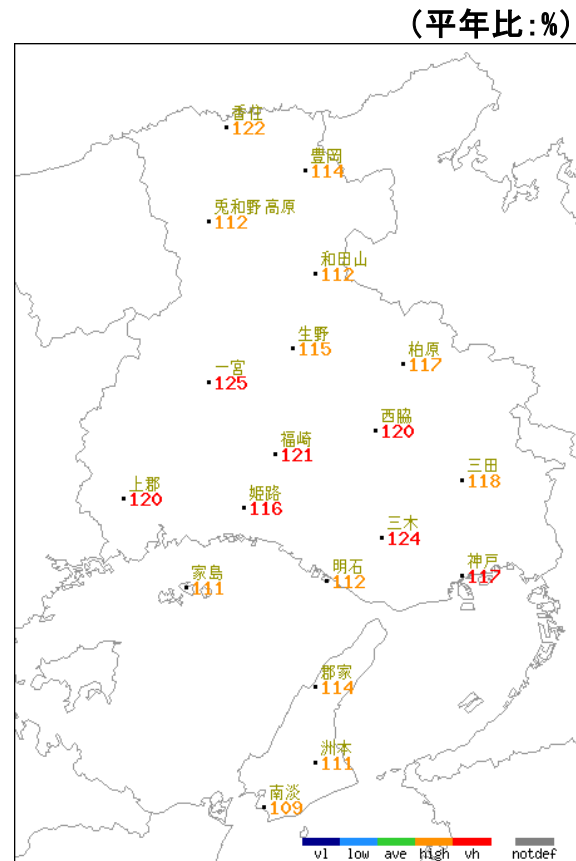 (平年比:%)
香住
122
豊岡
114
兎和野高原
112
和田山
112
生野
115
柏原
117
一宮
125
西脇
120
福崎
121
三田
118
上郡
120
姫路
116
三木
124
家島
111
明石
112
神戸
117
郡家
114
洲本
111
南淡
109
vl low ave high vh notdef